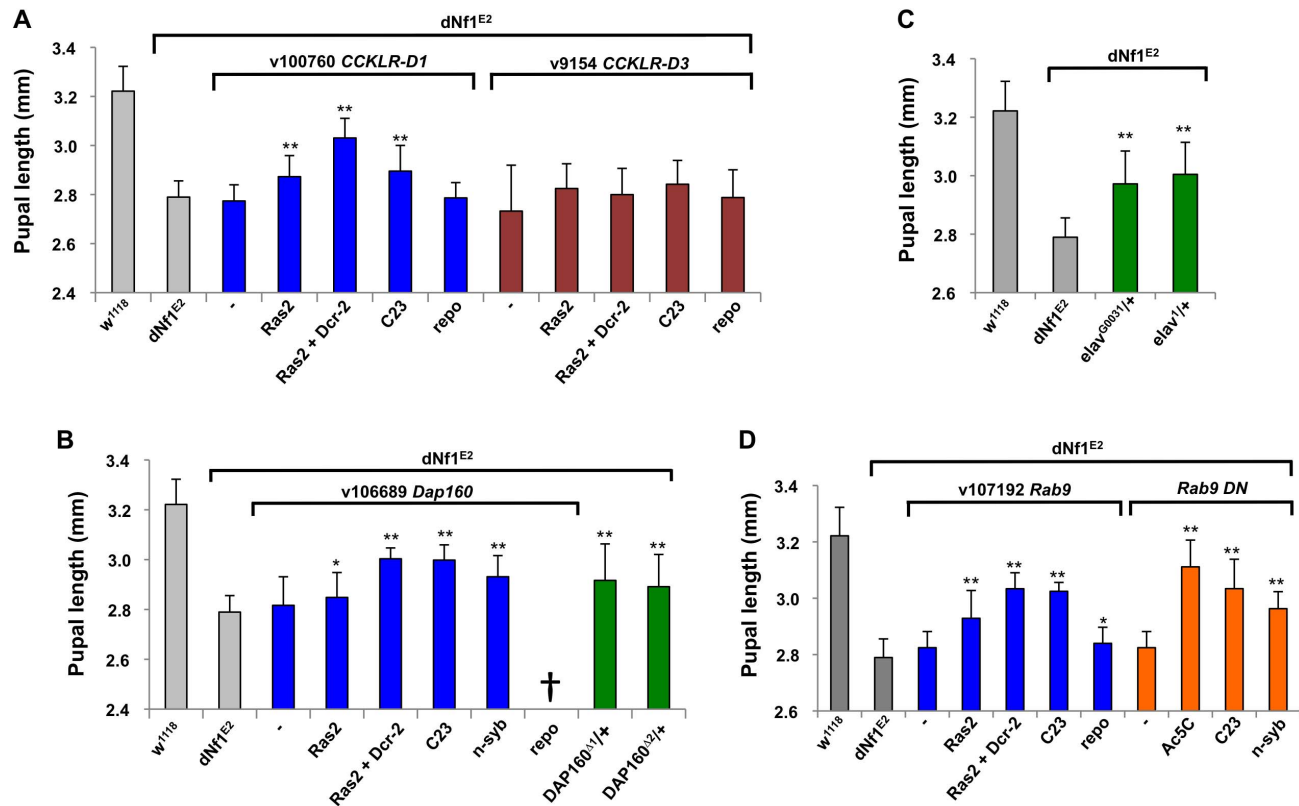 A
dNf1ᴱ²
v100760 CCKLR-D1
v9154 CCKLR-D3
Pupal length (mm)
3.4
3.2
3.0
2.8
2.6
2.4
** ** **
w¹¹¹⁸
dNf1ᴱ²
-
Ras2
Ras2 + Dcr-2
C23
repo
-
Ras2
Ras2 + Dcr-2
C23
repo
C
dNf1ᴱ²
Pupal length (mm)
3.4
3.2
3.0
2.8
2.6
** **
w¹¹¹⁸
dNf1ᴱ²
elavᴳ⁰⁰³¹/+
elav¹/+
B
dNf1ᴱ²
v106689 Dap160
Pupal length (mm)
3.4
3.2
3.0
2.8
2.6
2.4
* ** ** ** † ** **
w¹¹¹⁸
dNf1ᴱ²
-
Ras2
Ras2 + Dcr-2
C23
n-syb
repo
DAP160^Δ1/+
DAP160^Δ2/+
D
dNf1ᴱ²
v107192 Rab9
Rab9 DN
Pupal length (mm)
3.4
3.2
3.0
2.8
2.6
** ** ** * ** ** **
w¹¹¹⁸
dNf1ᴱ²
-
Ras2
Ras2 + Dcr-2
C23
repo
-
Ac5C
C23
n-syb